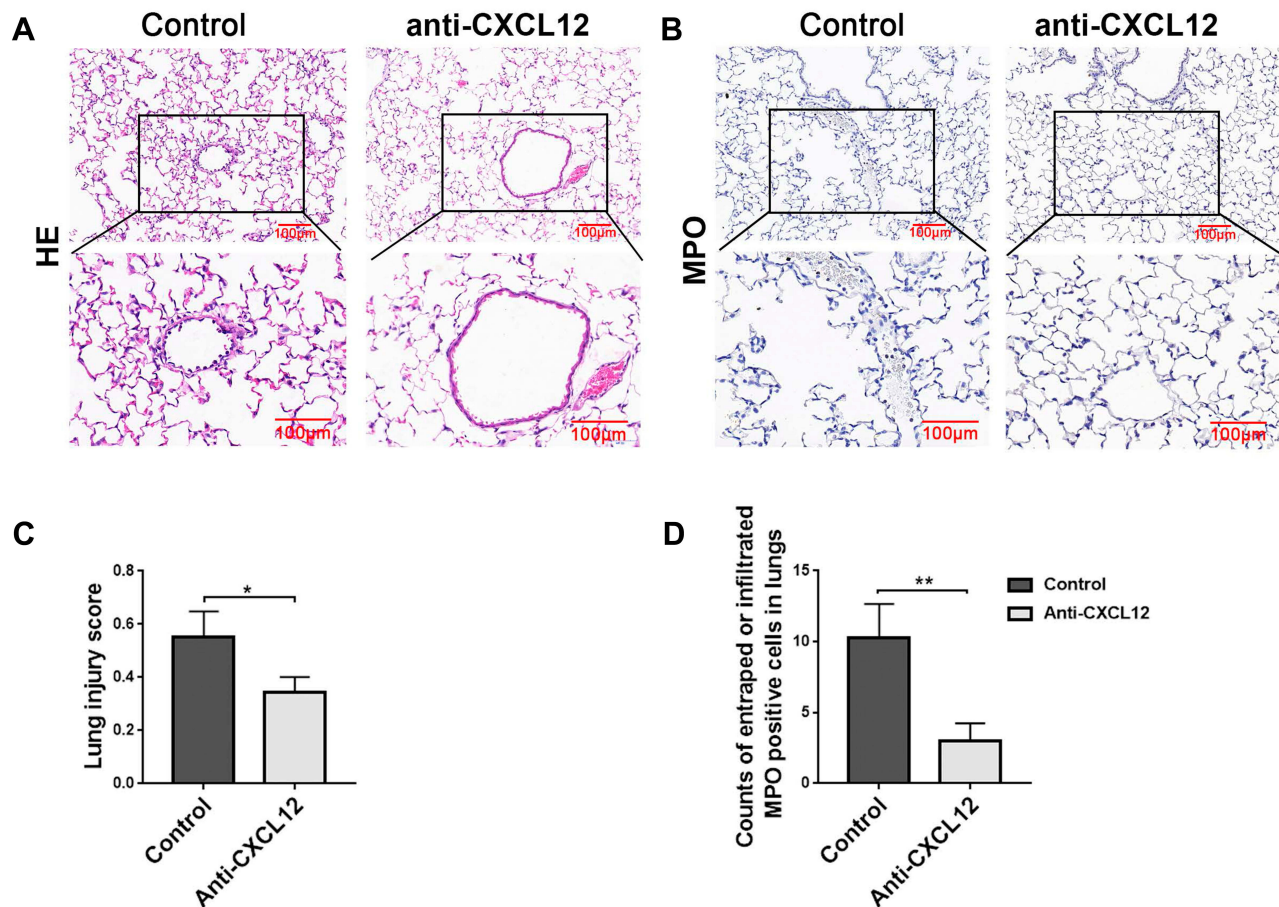 A
Control
anti-CXCL12
B
Control
anti-CXCL12
HE
100μm
100μm
100μm
100μm
MPO
100μm
100μm
100μm
100μm
C
Lung injury score
0.8
0.6
0.4
0.2
0.0
*
Control
Anti-CXCL12
D
Counts of entraped or infiltrated
MPO positive cells in lungs
15
10
5
0
**
Control
Anti-CXCL12
Control
Anti-CXCL12